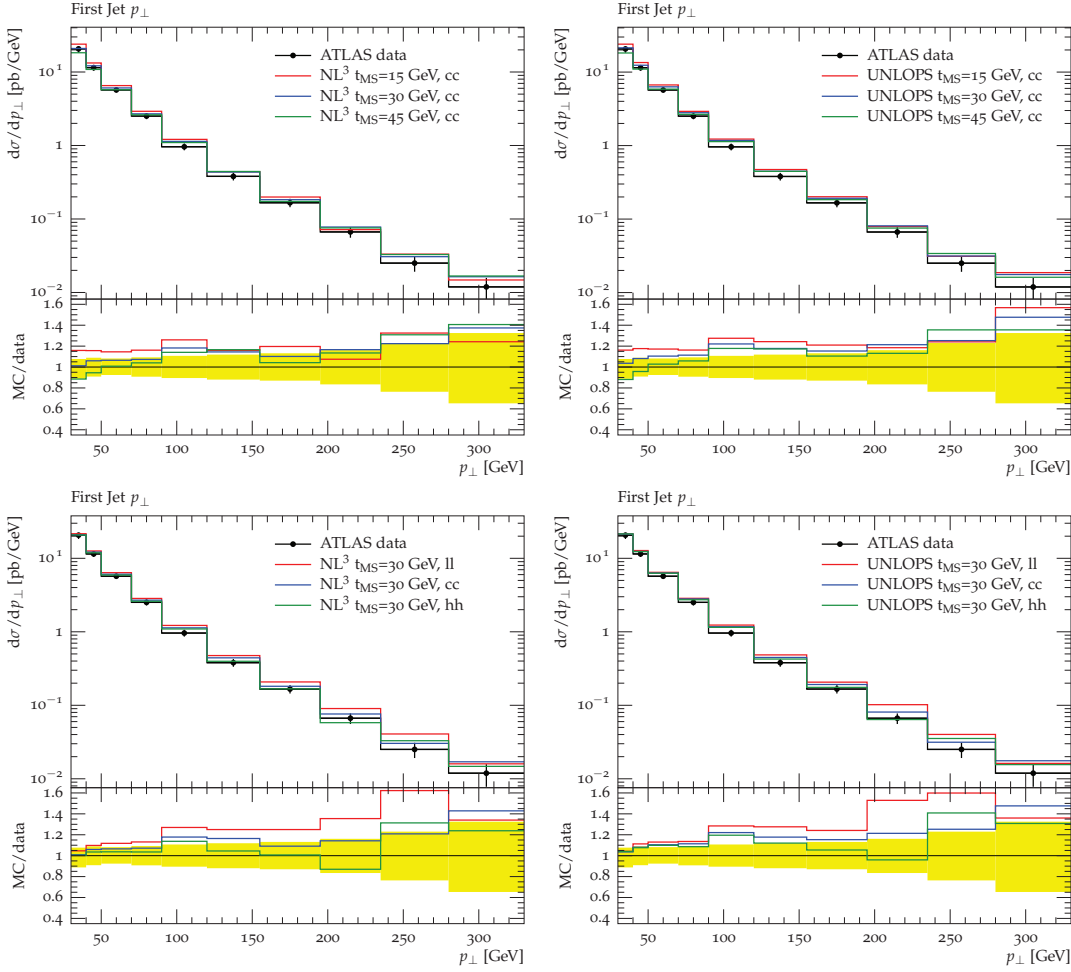 First Jet p⊥
ATLAS data
NL³ tMS=15 GeV, cc
NL³ tMS=30 GeV, cc
NL³ tMS=45 GeV, cc
10¹
1
10⁻¹
10⁻²
dσ/dp⊥ [pb/GeV]
1.6
1.4
1.2
1
0.8
0.6
0.4
MC/data
50 100 150 200 250 300
p⊥ [GeV]
First Jet p⊥
ATLAS data
UNLOPS tMS=15 GeV, cc
UNLOPS tMS=30 GeV, cc
UNLOPS tMS=45 GeV, cc
10¹
1
10⁻¹
10⁻²
dσ/dp⊥ [pb/GeV]
1.6
1.4
1.2
1
0.8
0.6
0.4
MC/data
50 100 150 200 250 300
p⊥ [GeV]
First Jet p⊥
ATLAS data
NL³ tMS=30 GeV, ll
NL³ tMS=30 GeV, cc
NL³ tMS=30 GeV, hh
10¹
1
10⁻¹
10⁻²
dσ/dp⊥ [pb/GeV]
1.6
1.4
1.2
1
0.8
0.6
0.4
MC/data
50 100 150 200 250 300
p⊥ [GeV]
First Jet p⊥
ATLAS data
UNLOPS tMS=30 GeV, ll
UNLOPS tMS=30 GeV, cc
UNLOPS tMS=30 GeV, hh
10¹
1
10⁻¹
10⁻²
dσ/dp⊥ [pb/GeV]
1.6
1.4
1.2
1
0.8
0.6
0.4
MC/data
50 100 150 200 250 300
p⊥ [GeV]